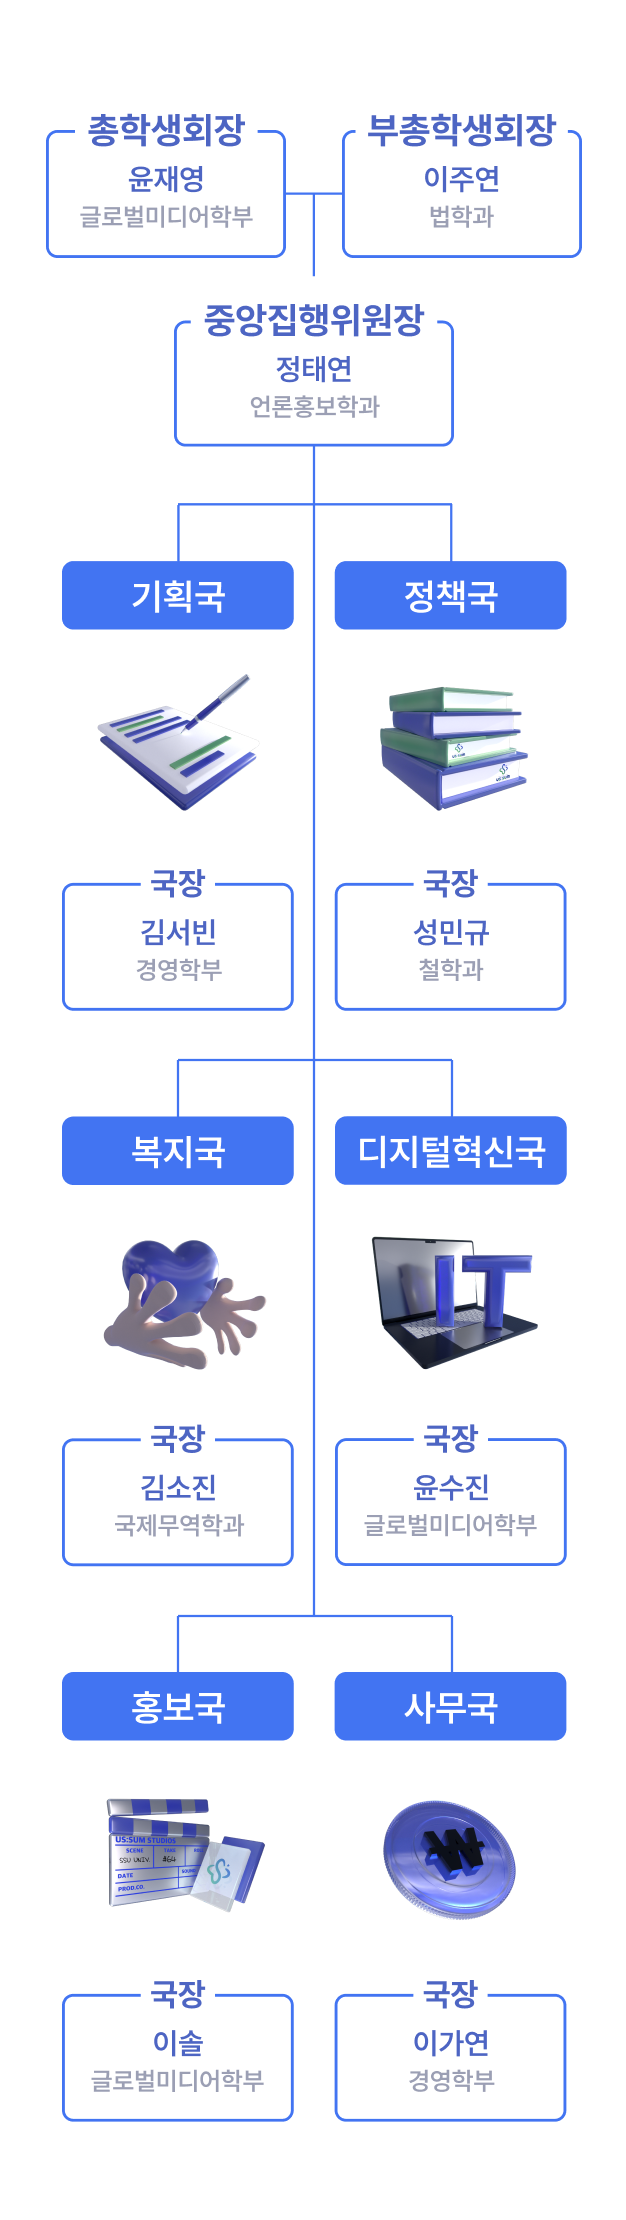 총학생회장
윤재영
글로벌미디어학부
부총학생회장
이주연
법학과
중앙집행위원장
정태연
언론홍보학과
기획국
정책국
US:SUM
US:SUM
국장
김서빈
경영학부
국장
성민규
철학과
복지국
디지털혁신국
IT
국장
김소진
국제무역학과
국장
윤수진
글로벌미디어학부
홍보국
사무국
US:SUM STUDIOS
SCENE TAKE
SSU UNIV. #64
DATE
SOUND
PROD.CO.
₩
국장
이솔
글로벌미디어학부
국장
이가연
경영학부